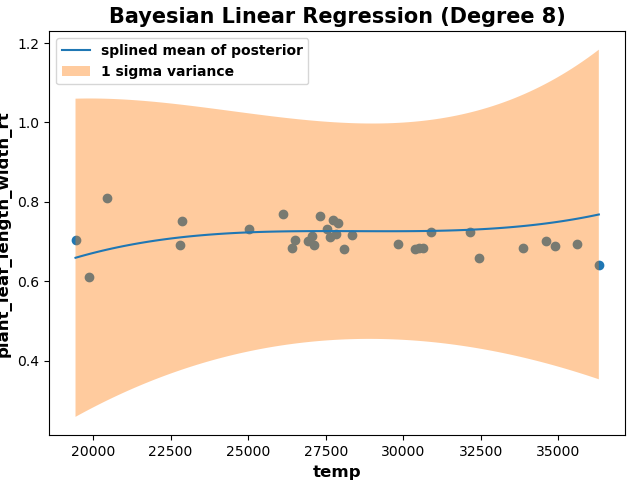 Bayesian Linear Regression (Degree 8)
splined mean of posterior
1 sigma variance
plant_leaf_length_width_rt
1.2
1.0
0.8
0.6
0.4
20000 22500 25000 27500 30000 32500 35000
temp